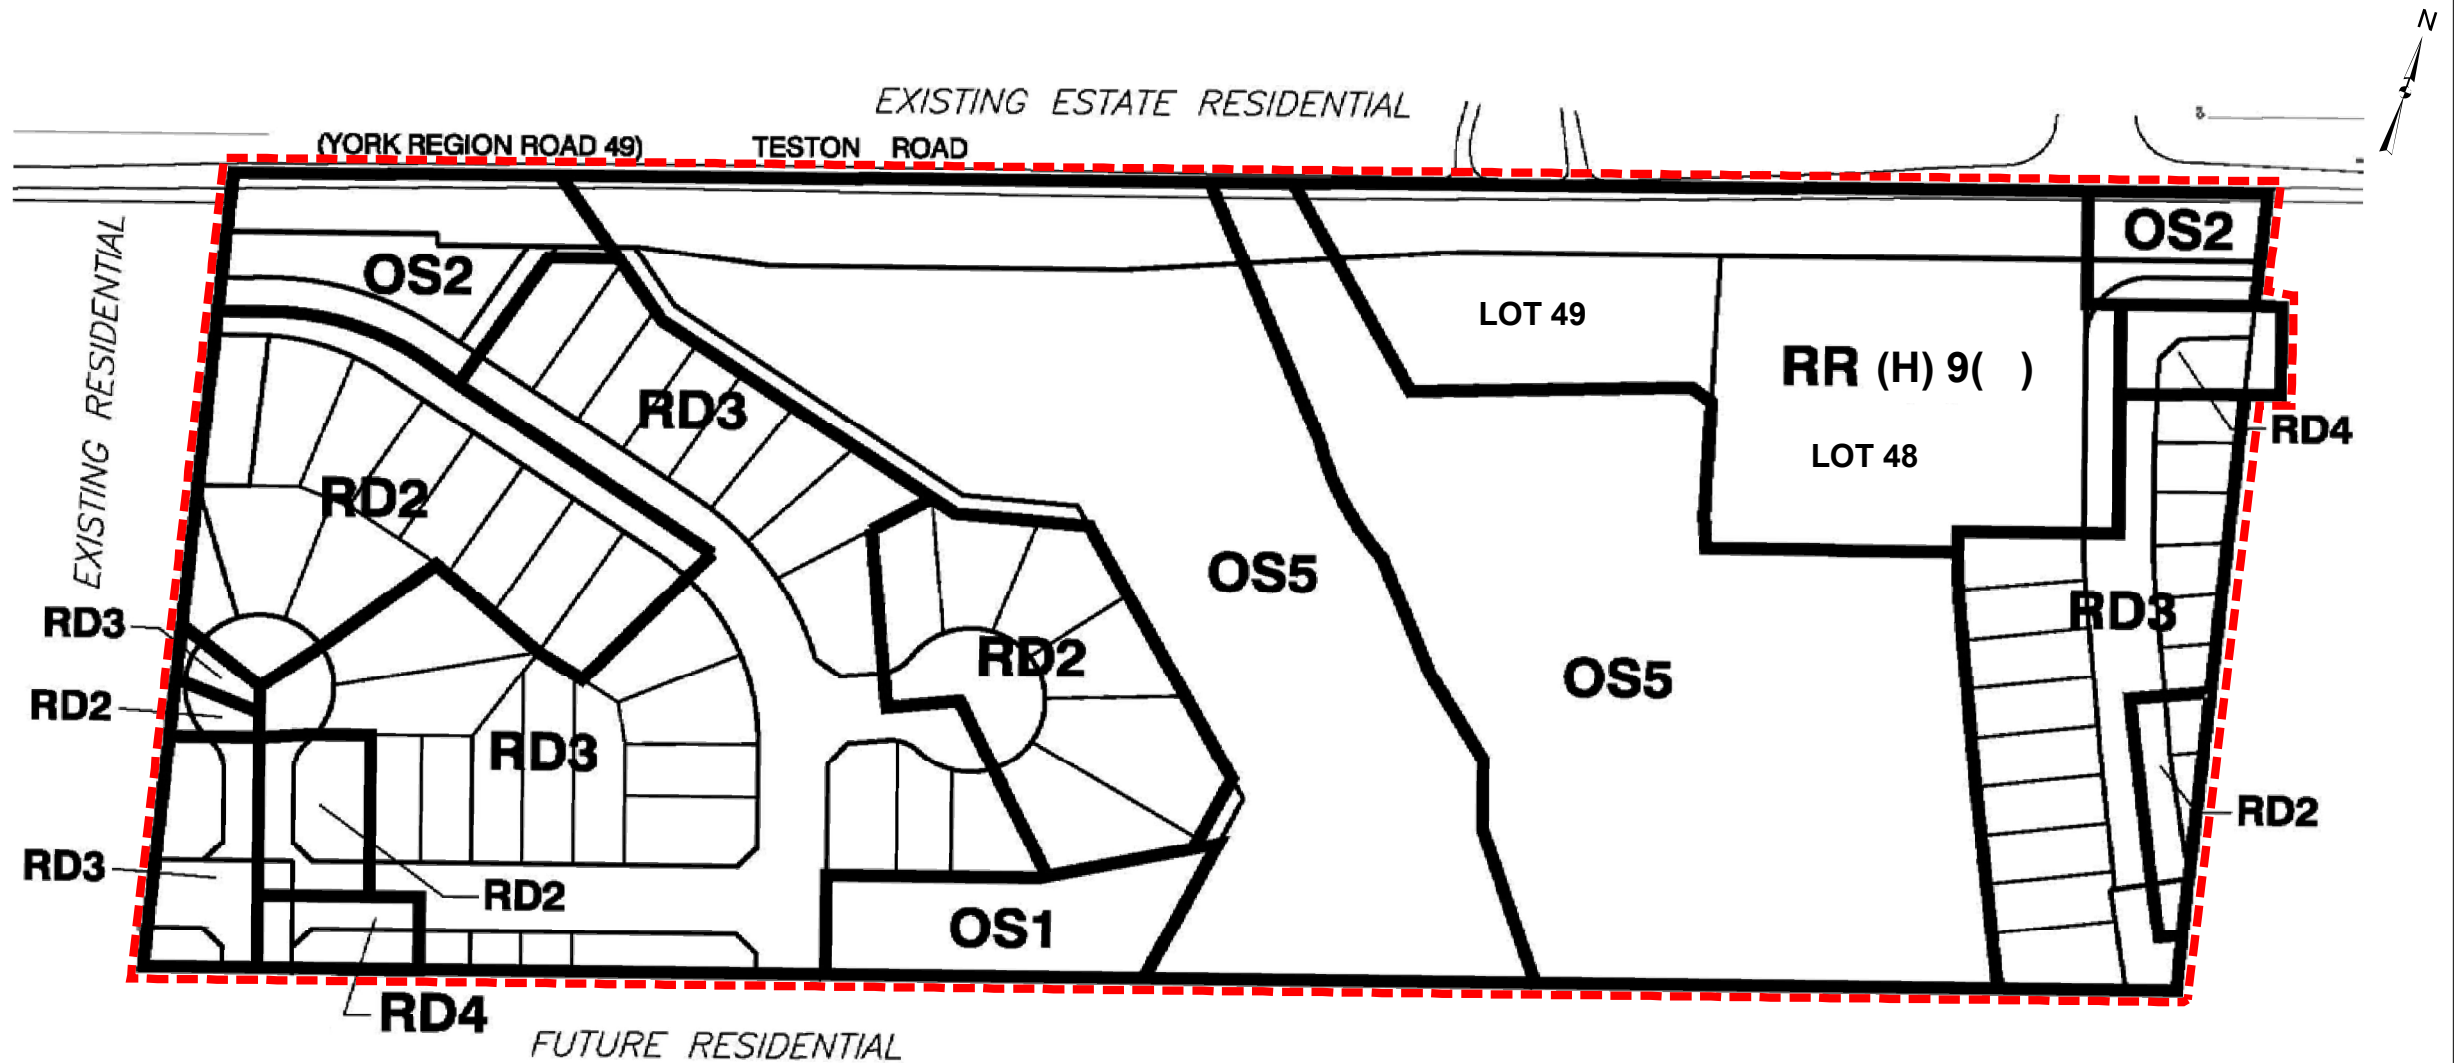 N
EXISTING ESTATE RESIDENTIAL
(YORK REGION ROAD 49) TESTON ROAD
OS2
OS2
EXISTING RESIDENTIAL
LOT 49
RR (H) 9( )
RD3
RD4
LOT 48
RD2
OS5
RD3
RD3
RD2
OS5
RD2
RD3
RD2
RD3
RD2
OS1
RD4
FUTURE RESIDENTIAL